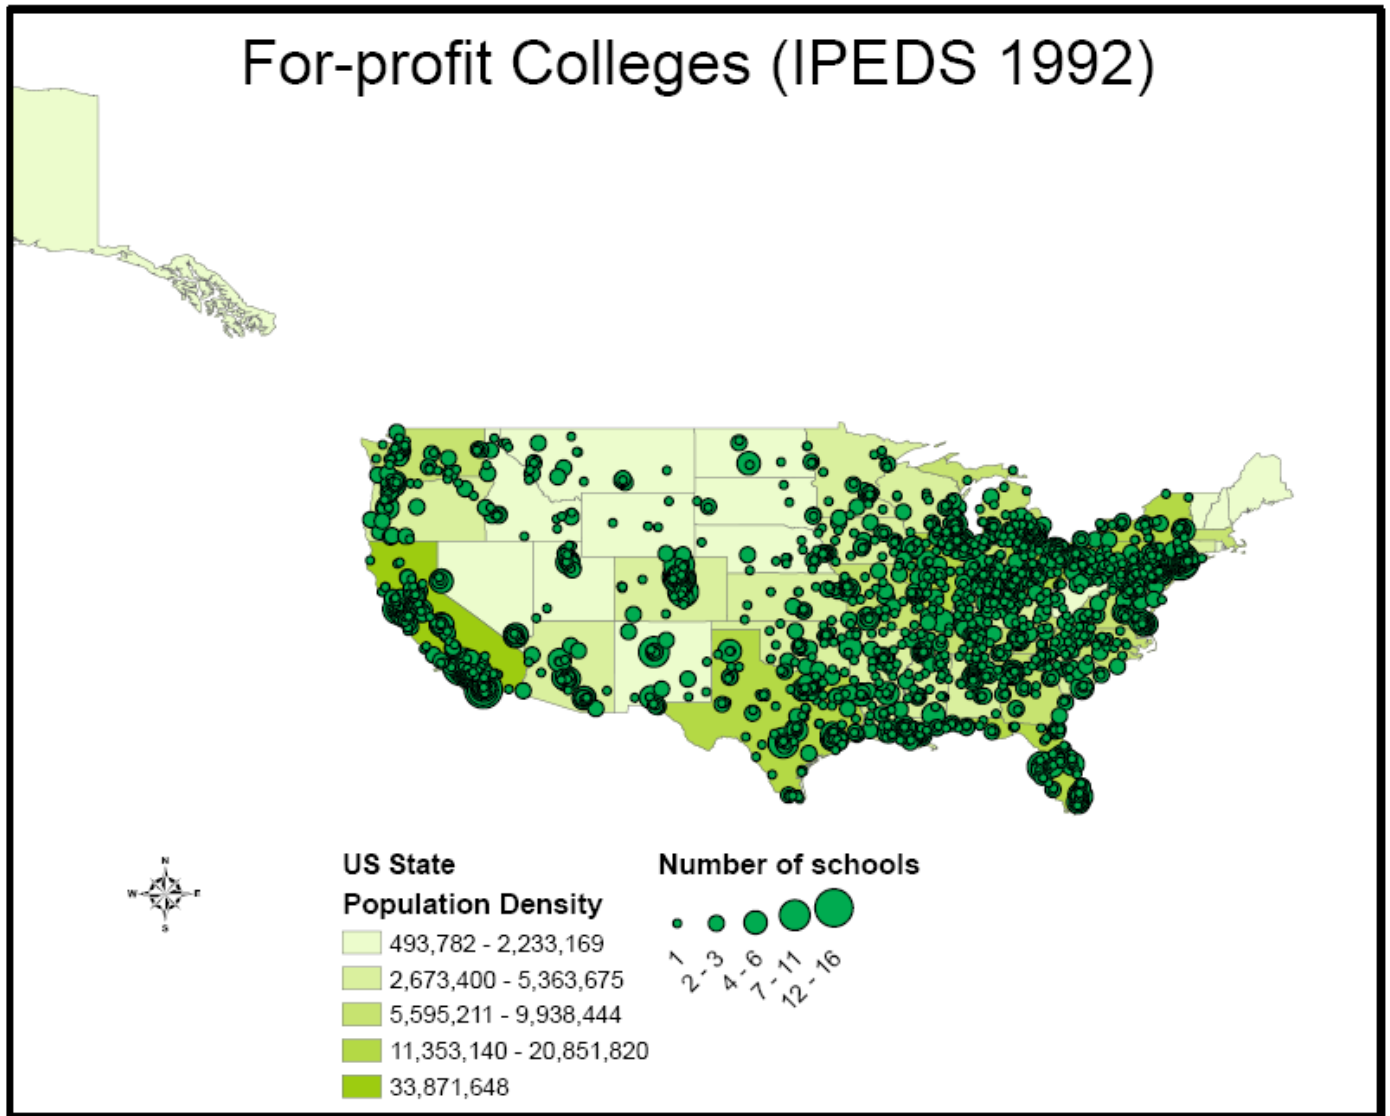 For-profit Colleges (IPEDS 1992)
N
W E
S
US State
Population Density
493,782 - 2,233,169
2,673,400 - 5,363,675
5,595,211 - 9,938,444
11,353,140 - 20,851,820
33,871,648
Number of schools
1
2 - 3
4 - 6
7 - 11
12 - 16